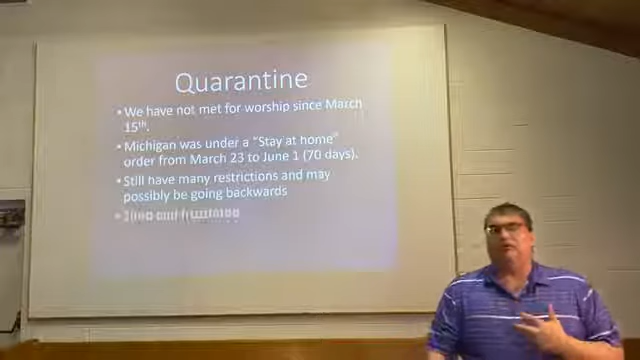 Quarantine
• We have not met for worship since March
15th.
• Michigan was under a "Stay at home"
order from March 23 to June 1 (70 days).
• Still have many restrictions and may
possibly be going backwards